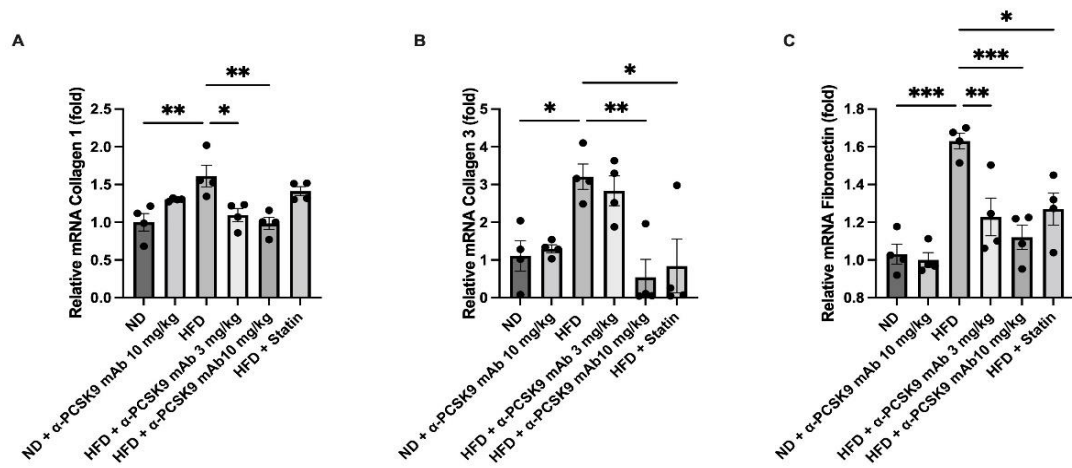 A
Relative mRNA Collagen 1 (fold)
2.5
2.0
1.5
1.0
0.5
0.0
** * **
ND
ND + α-PCSK9 mAb 10 mg/kg
HFD
HFD + α-PCSK9 mAb 3 mg/kg
HFD + α-PCSK9 mAb10 mg/kg
HFD + Statin
B
Relative mRNA Collagen 3 (fold)
5
4
3
2
1
0
*
* **
ND
ND + α-PCSK9 mAb 10 mg/kg
HFD
HFD + α-PCSK9 mAb 3 mg/kg
HFD + α-PCSK9 mAb10 mg/kg
HFD + Statin
C
Relative mRNA Fibronectin (fold)
1.8
1.6
1.4
1.2
1.0
0.8
*
***
*** **
ND
ND + α-PCSK9 mAb 10 mg/kg
HFD
HFD + α-PCSK9 mAb 3 mg/kg
HFD + α-PCSK9 mAb 10 mg/kg
HFD + Statin